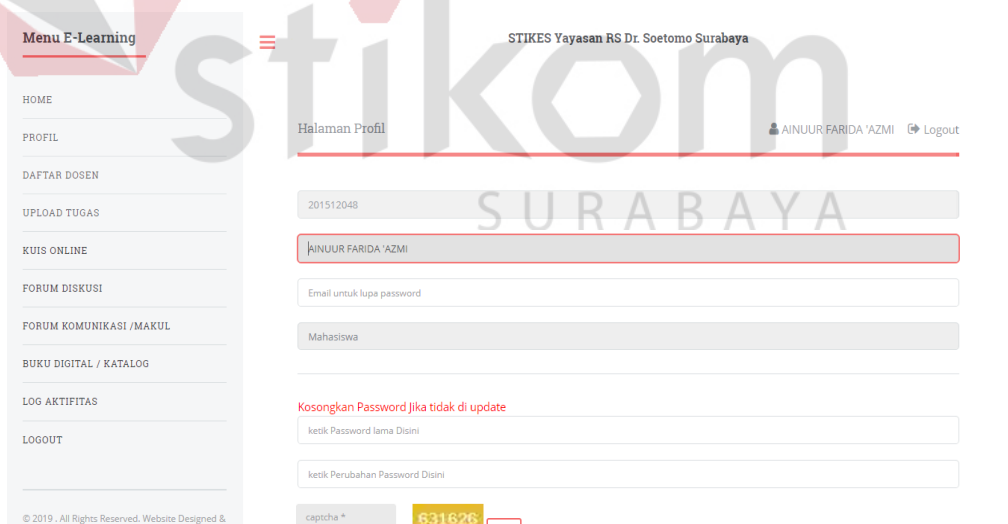 Menu E-Learning
HOME
PROFIL
DAFTAR DOSEN
UPLOAD TUGAS
KUIS ONLINE
FORUM DISKUSI
FORUM KOMUNIKASI /MAKUL
BUKU DIGITAL / KATALOG
LOG AKTIFITAS
LOGOUT
© 2019 . All Rights Reserved. Website Designed &
STIKES Yayasan RS Dr. Soetomo Surabaya
Halaman Profil
AINUUR FARIDA 'AZMI Logout
201512048
AINUUR FARIDA 'AZMI
Email untuk lupa password
Mahasiswa
Kosongkan Password Jika tidak di update
ketik Password lama Disini
ketik Perubahan Password Disini
captcha * 631626
stikom
SURABAYA